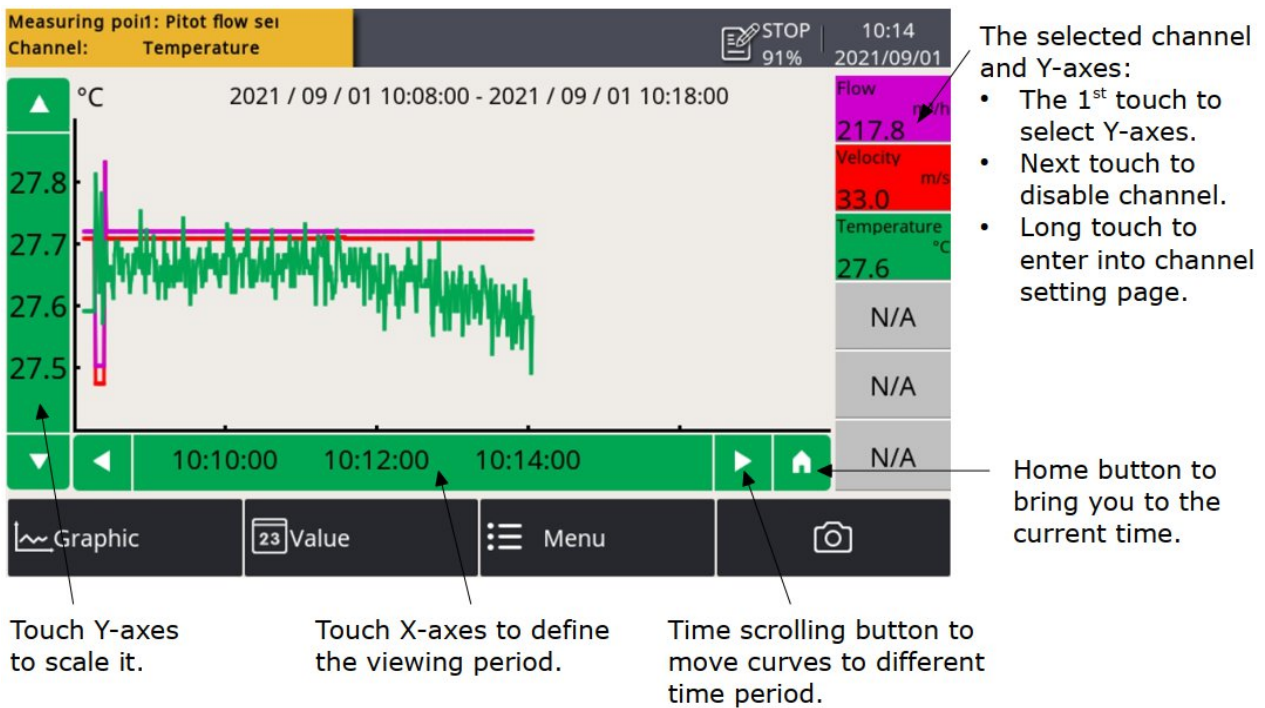 Measuring poir1: Pitot flow ser
Channel: Temperature
STOP
91%
10:14
2021/09/01
°C
2021 / 09 / 01 10:08:00 - 2021 / 09 / 01 10:18:00
27.8
27.7
27.6
27.5
Flow
m³/h
217.8
Velocity
m/s
33.0
Temperature
°C
27.6
N/A
N/A
N/A
10:10:00 10:12:00 10:14:00
Graphic
23 Value
Menu
The selected channel
and Y-axes:
• The 1st touch to
select Y-axes.
• Next touch to
disable channel.
• Long touch to
enter into channel
setting page.
Home button to
bring you to the
current time.
Touch Y-axes
to scale it.
Touch X-axes to define
the viewing period.
Time scrolling button to
move curves to different
time period.